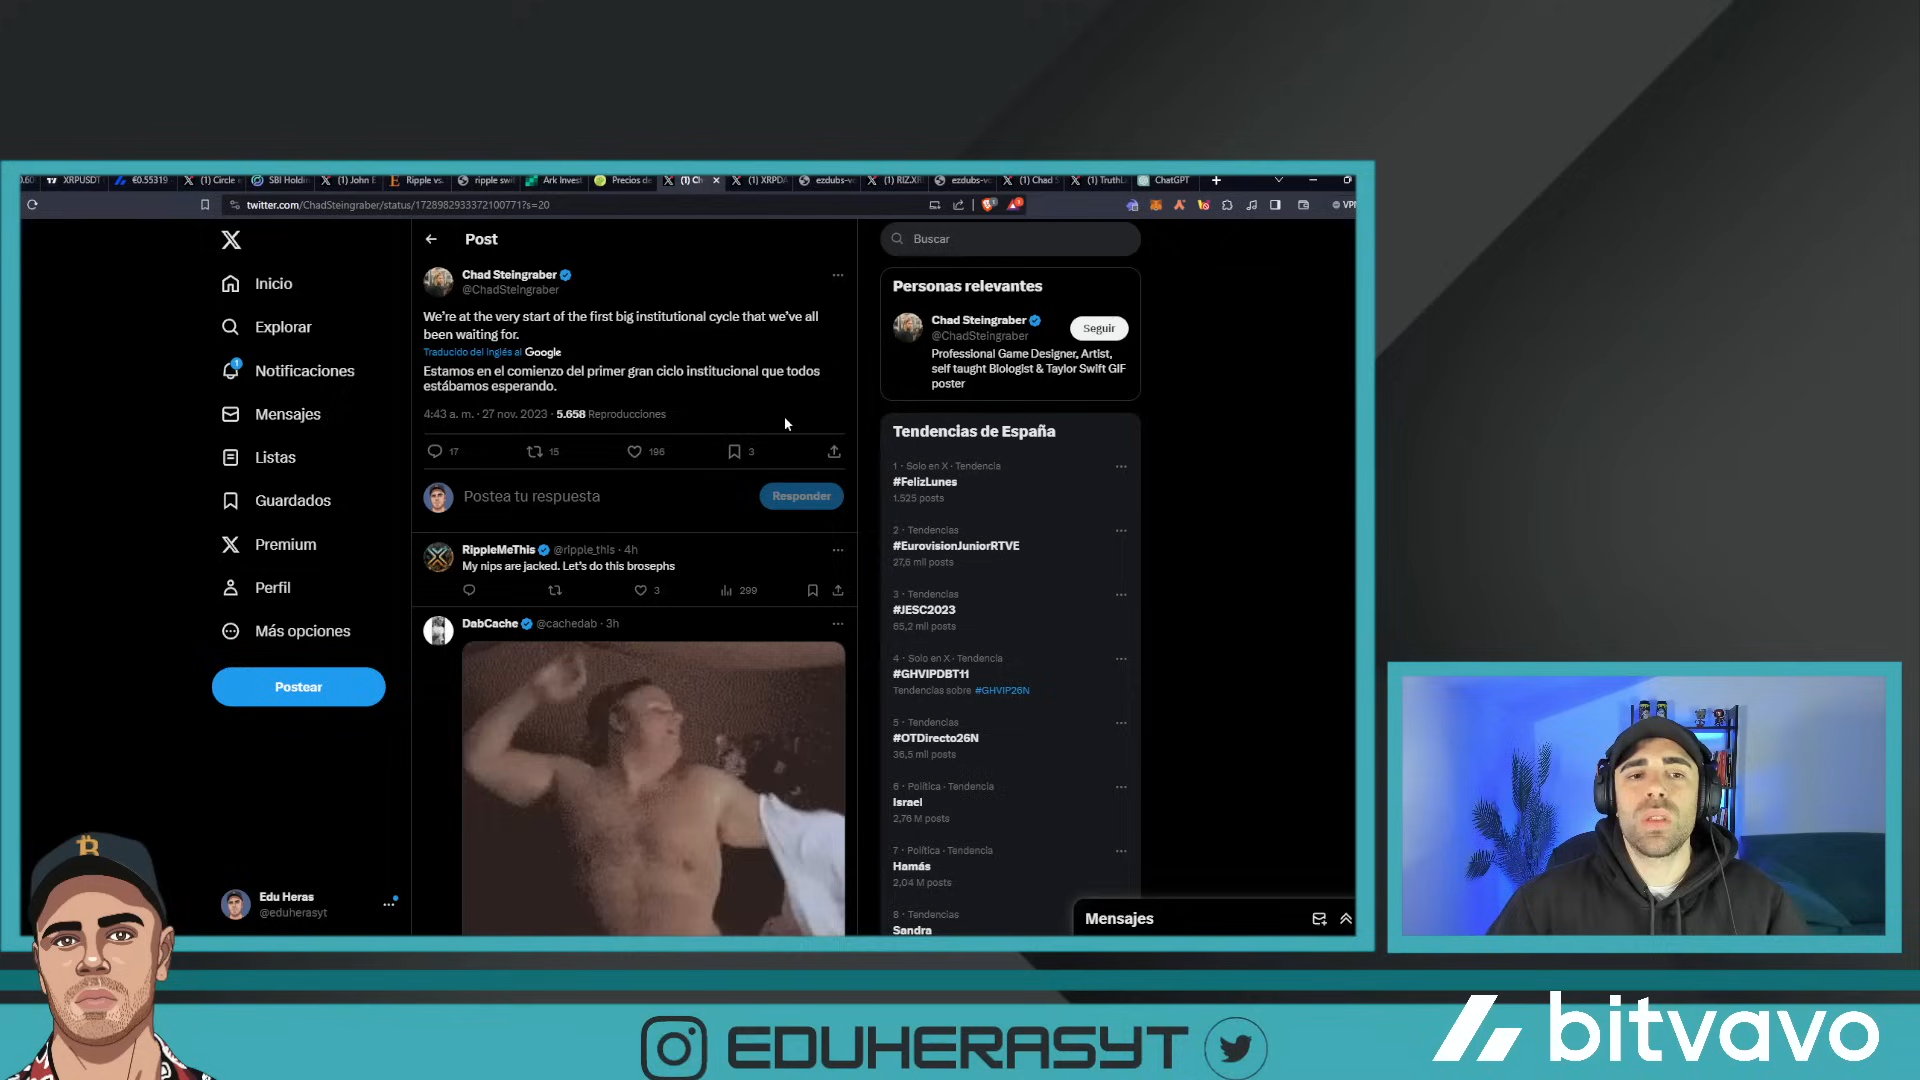 XRPUSDT
€0.55319
(1) Circle
SBI Holdin
(1) John E
Ripple vs.
ripple swi
Ark Invest
Precios de
(1) Ch
(1) XRPDA
ezdubs-vo
(1) RIZ.XR
ezdubs-vo
(1) Chad S
(1) TruthL
ChatGPT
twitter.com/ChadSteingraber/status/1728982933372100771?s=20
VPN
Post
Buscar
Inicio
Explorar
Notificaciones
Mensajes
Listas
Guardados
Premium
Perfil
Más opciones
Postear
Edu Heras
@eduherasyt
Chad Steingraber
@ChadSteingraber
We're at the very start of the first big institutional cycle that we've all
been waiting for.
Traducido del inglés al Google
Estamos en el comienzo del primer gran ciclo institucional que todos
estábamos esperando.
4:43 a. m. · 27 nov. 2023 · 5.658 Reproducciones
17 15 196 3
Postea tu respuesta
Responder
RippleMeThis @ripple_this · 4h
My nips are jacked. Let's do this brosephs
3 299
DabCache @cachedab · 3h
Personas relevantes
Chad Steingraber
@ChadSteingraber
Seguir
Professional Game Designer, Artist,
self taught Biologist & Taylor Swift GIF
poster
Tendencias de España
1 · Solo en X · Tendencia
#FelizLunes
1.525 posts
2 · Tendencias
#EurovisionJuniorRTVE
27,6 mil posts
3 · Tendencias
#JESC2023
65,2 mil posts
4 · Solo en X · Tendencia
#GHVIPDBT11
Tendencias sobre #GHVIP26N
5 · Tendencias
#OTDirecto26N
36,5 mil posts
6 · Política · Tendencia
Israel
2,76 M posts
7 · Política · Tendencia
Hamás
2,04 M posts
8 · Tendencias
Sandra
Mensajes
EDUHERASYT
bitvavo